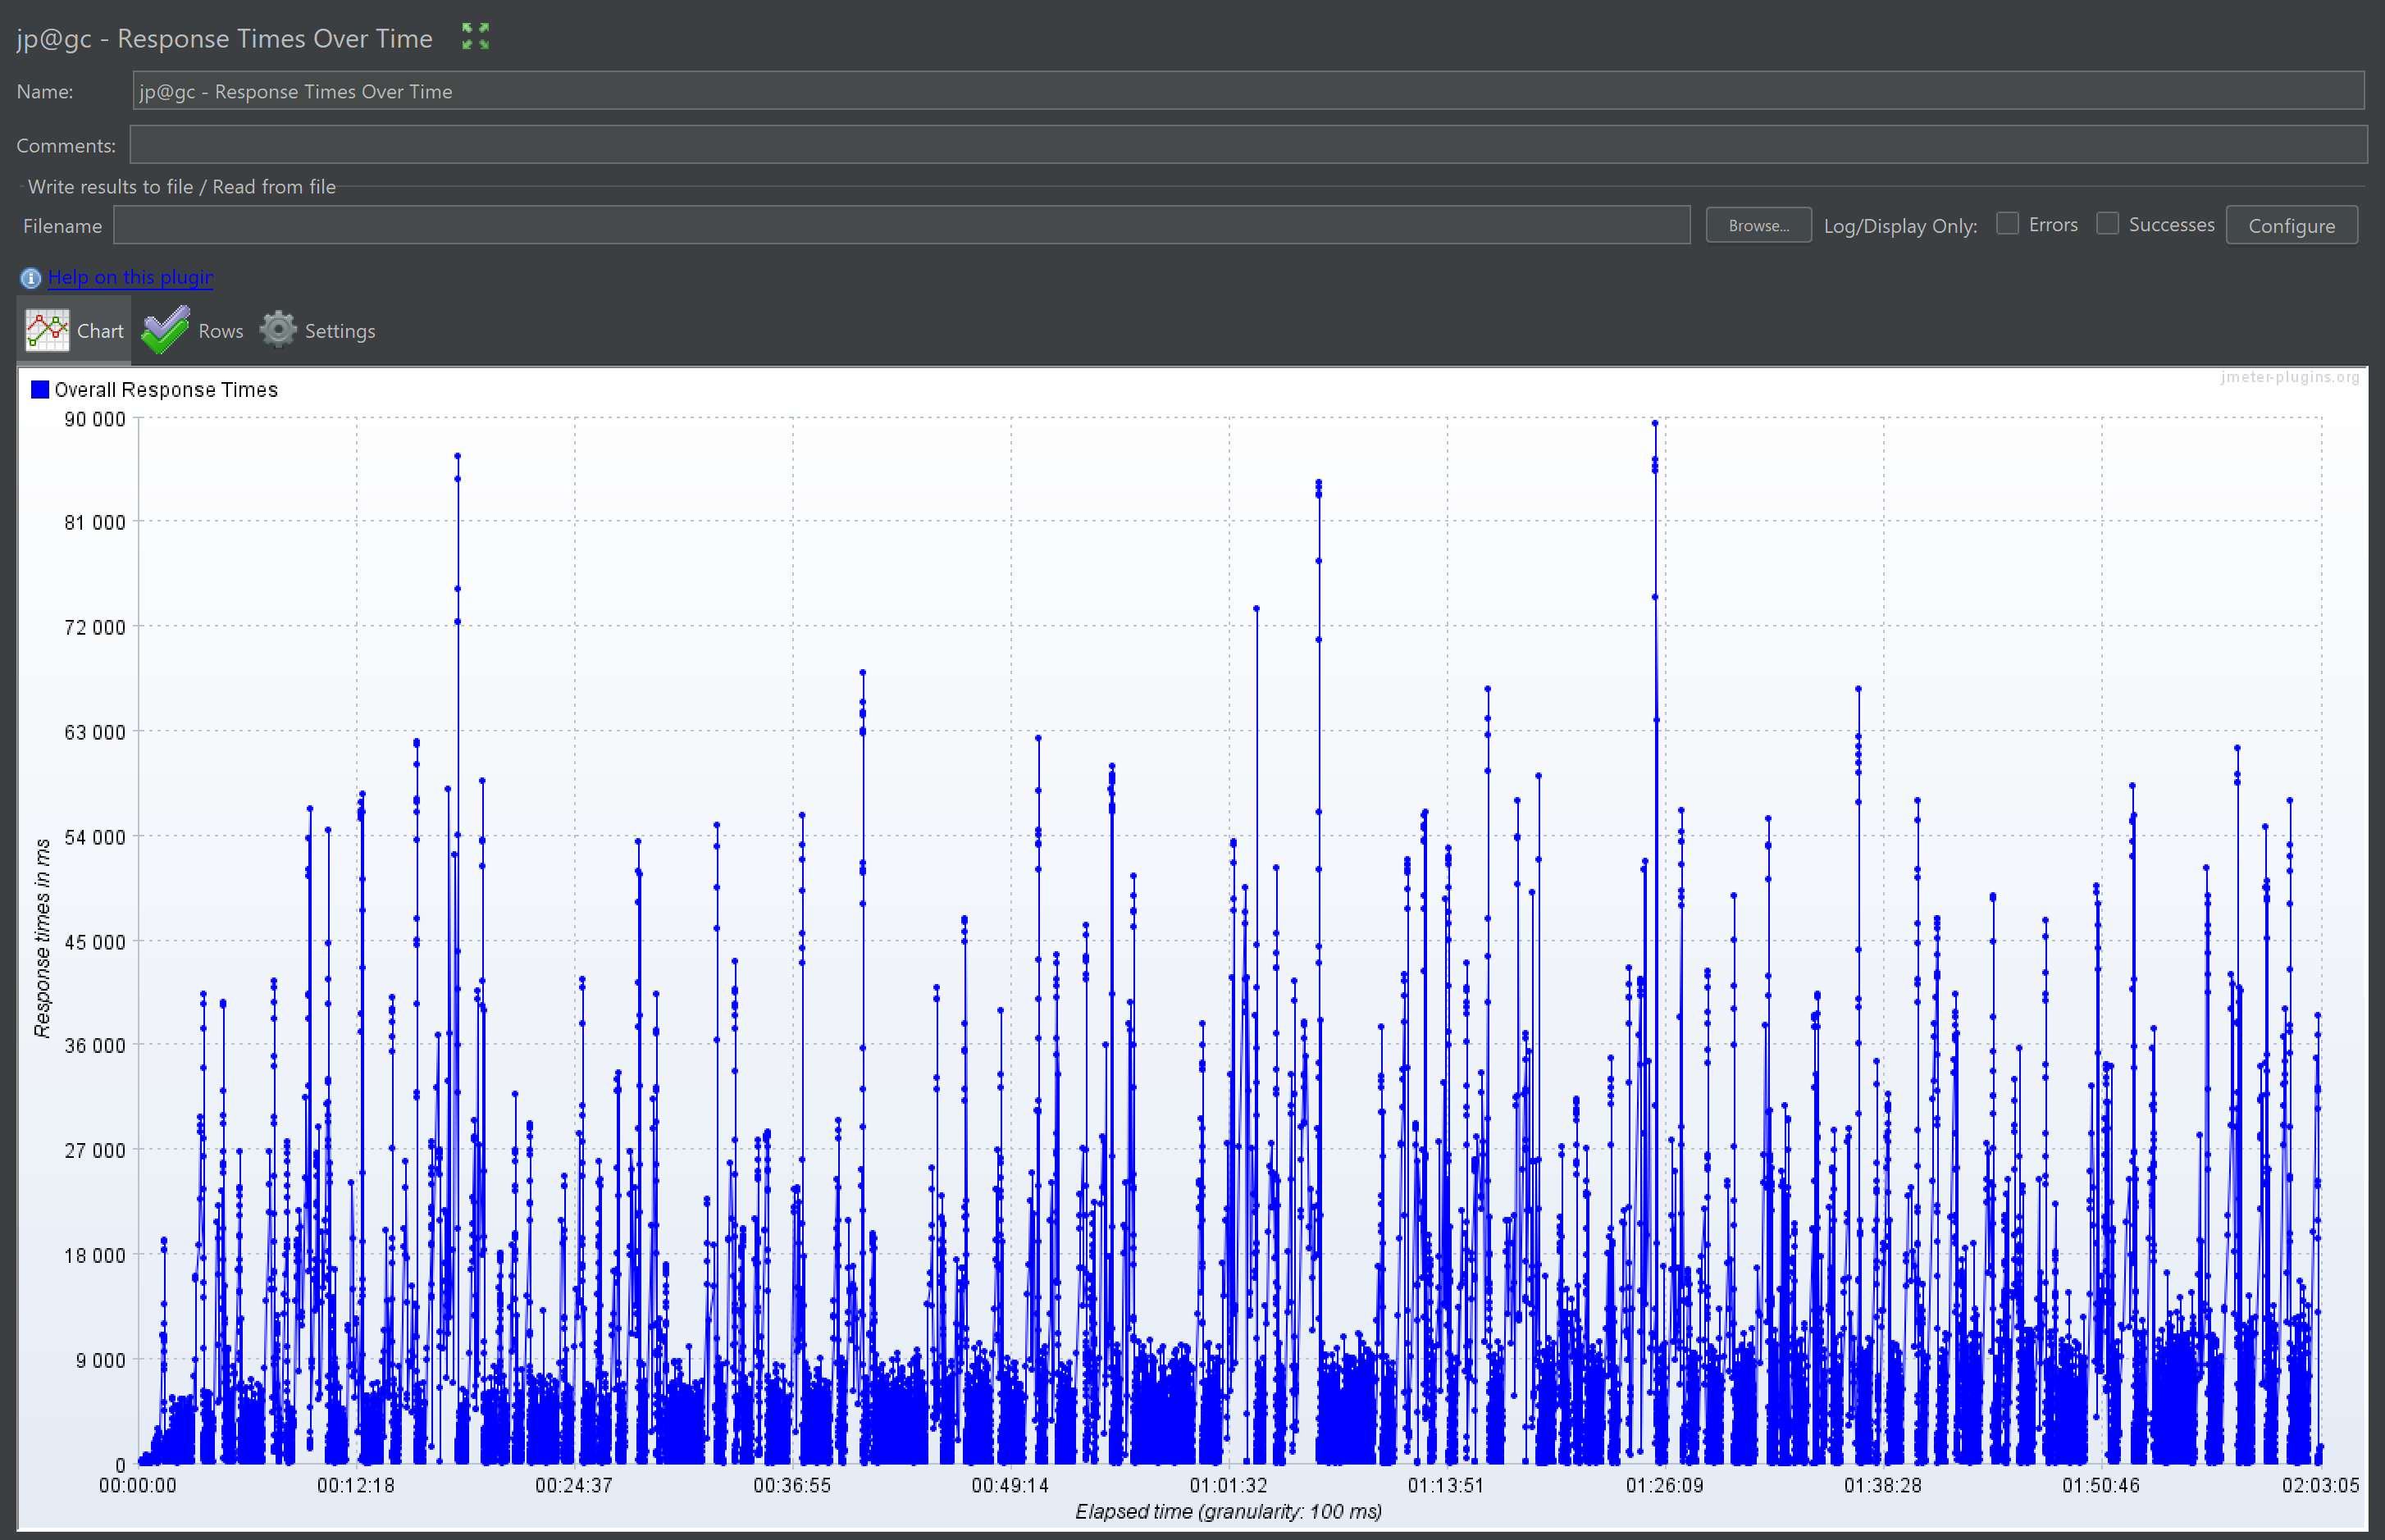 jp@gc - Response Times Over Time
Name: jp@gc - Response Times Over Time
Comments:
Write results to file / Read from file
Filename Browse... Log/Display Only: Errors Successes Configure
Help on this plugin
Chart Rows Settings
Overall Response Times
jmeter-plugins.org
90 000
81 000
72 000
63 000
54 000
45 000
36 000
27 000
18 000
9 000
0
Response times in ms
00:00:00 00:12:18 00:24:37 00:36:55 00:49:14 01:01:32 01:13:51 01:26:09 01:38:28 01:50:46 02:03:05
Elapsed time (granularity: 100 ms)